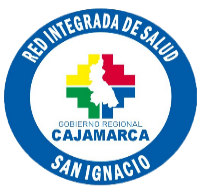 RED INTEGRADA DE SALUD
GOBIERNO REGIONAL
CAJAMARCA
SAN IGNACIO